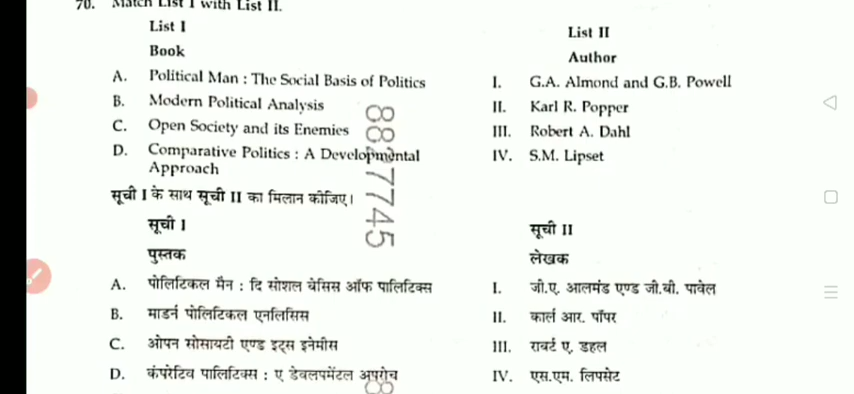 70. Match List I with List II.
List I
List II
Book
Author
A. Political Man : The Social Basis of Politics
I. G.A. Almond and G.B. Powell
B. Modern Political Analysis
II. Karl R. Popper
C. Open Society and its Enemies
III. Robert A. Dahl
D. Comparative Politics : A Developmental Approach
IV. S.M. Lipset
8817745
सूची I के साथ सूची II का मिलान कीजिए।
सूची I
सूची II
पुस्तक
लेखक
A. पोलिटिकल मैन : दि सोशल बेसिस ऑफ पालिटिक्स
I. जी.ए. आलमंड एण्ड जी.बी. पावेल
B. माडर्न पोलिटिकल एनलिसिस
II. कार्ल आर. पॉपर
C. ओपन सोसायटी एण्ड इट्स इनेमीस
III. राबर्ट ए. डहल
D. कंपरेटिव पालिटिक्स : ए डेवलपमेंटल अपरोच
IV. एस.एम. लिपसेट